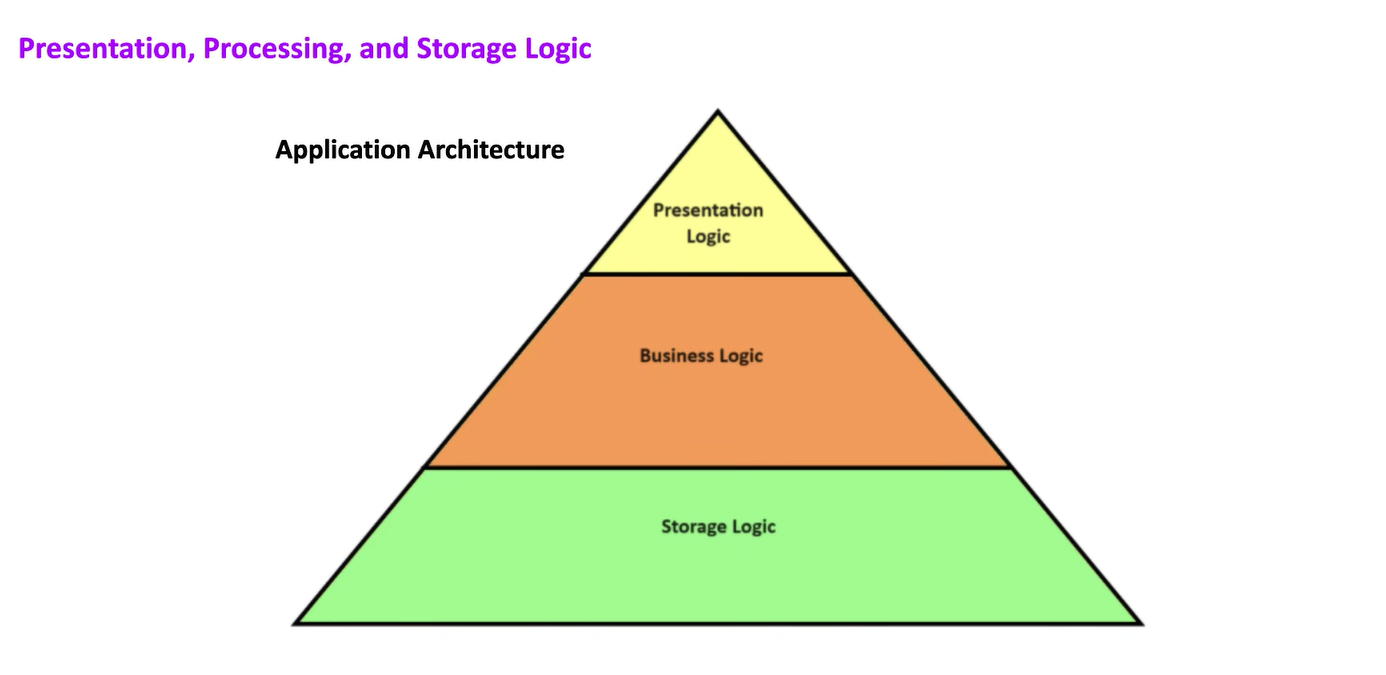 Presentation, Processing, and Storage Logic
Application Architecture
Presentation
Logic
Business Logic
Storage Logic